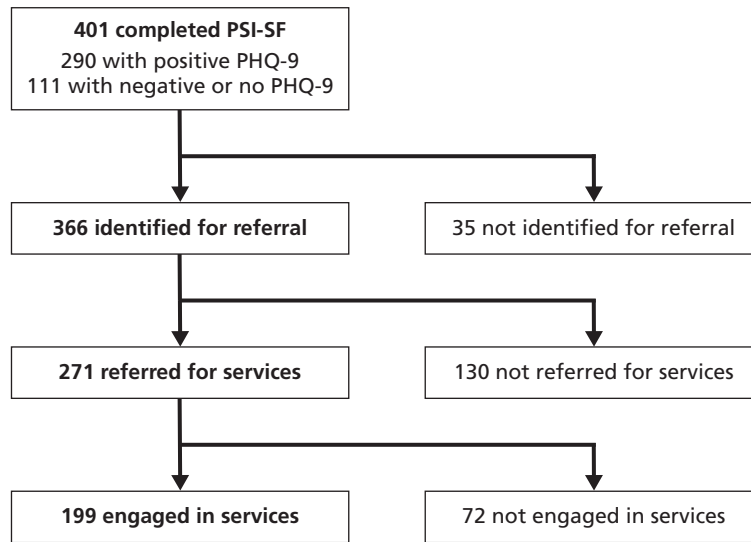 401 completed PSI-SF
290 with positive PHQ-9
111 with negative or no PHQ-9
366 identified for referral
35 not identified for referral
271 referred for services
130 not referred for services
199 engaged in services
72 not engaged in services